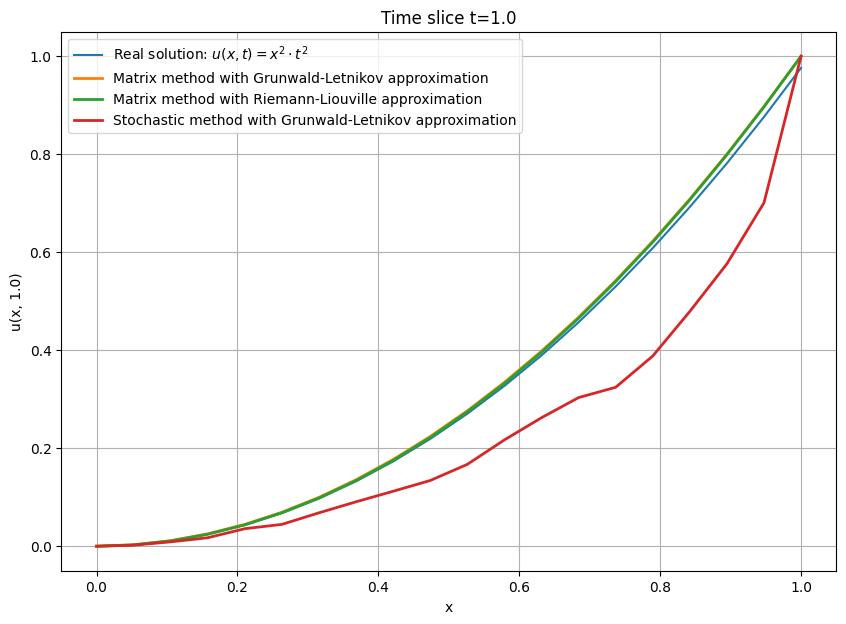 Time slice t=1.0
Real solution: u(x, t) = x² · t²
Matrix method with Grunwald-Letnikov approximation
Matrix method with Riemann-Liouville approximation
Stochastic method with Grunwald-Letnikov approximation
1.0
0.8
0.6
0.4
0.2
0.0
u(x, 1.0)
0.0 0.2 0.4 0.6 0.8 1.0
x